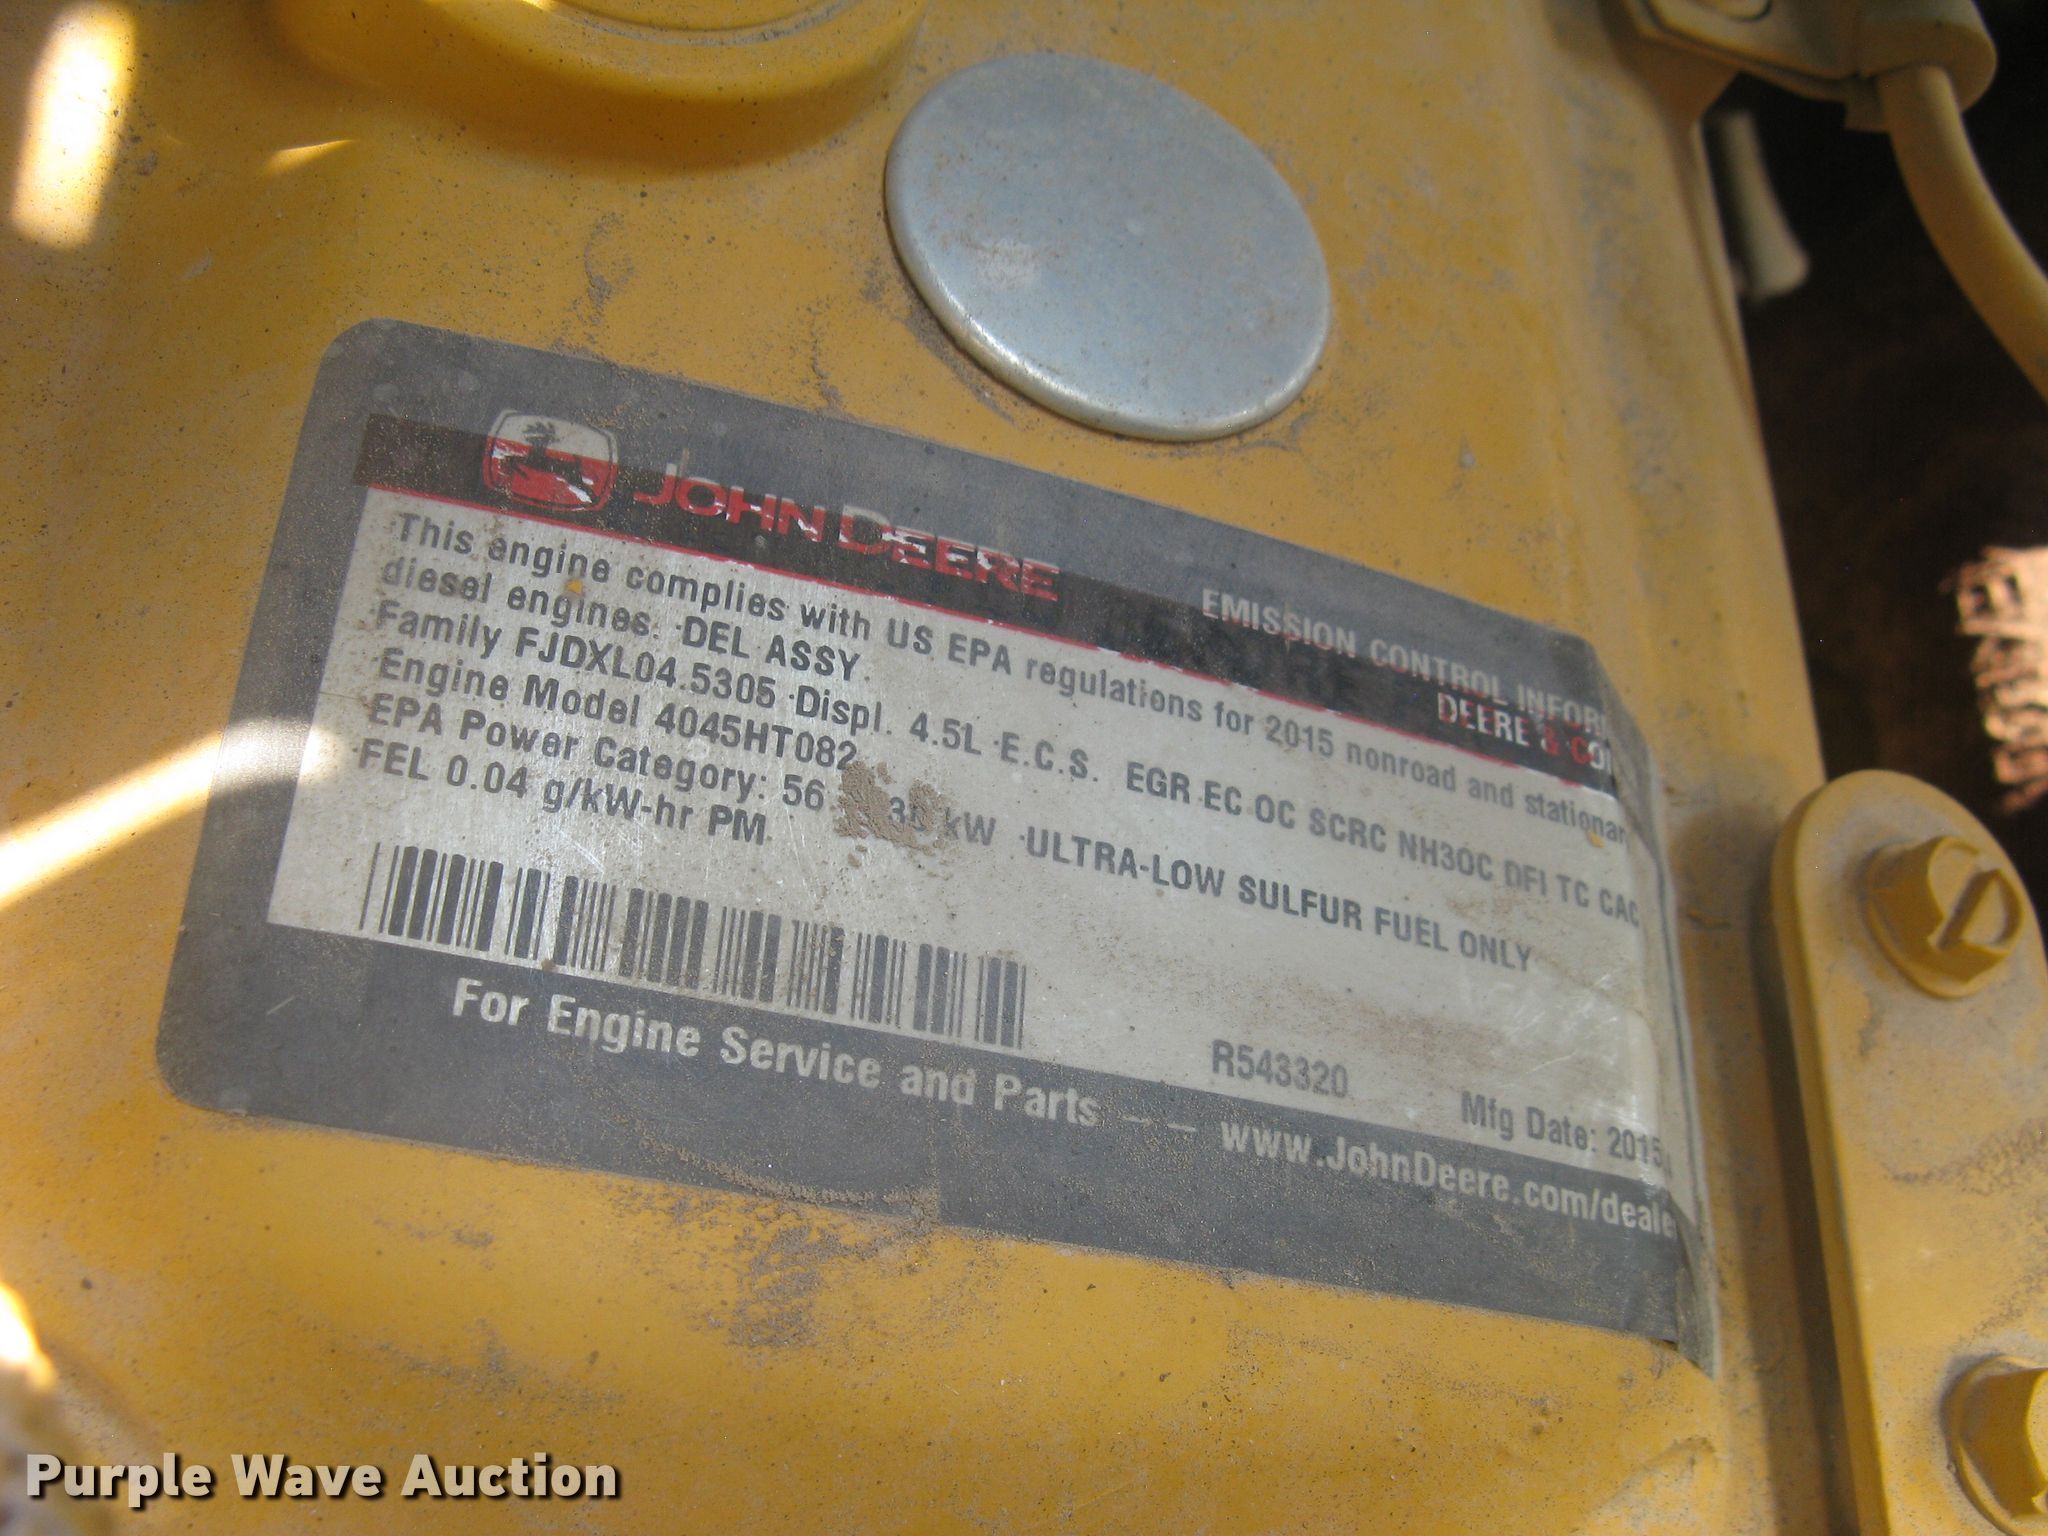 JOHN DEERE
EMISSION CONTROL INFOR
DEERE & CO
This engine complies with US EPA regulations for 2015 nonroad and stationar
diesel engines. DEL ASSY
Family FJDXL04.5305 Displ. 4.5L E.C.S. EGR EC OC SCRC NH3OC DFI TC CAC
Engine Model 4045HT082
EPA Power Category: 56 kW ULTRA-LOW SULFUR FUEL ONLY
FEL 0.04 g/kW-hr PM
R543320 Mfg Date: 2015
For Engine Service and Parts -- www.JohnDeere.com/deale
Purple Wave Auction